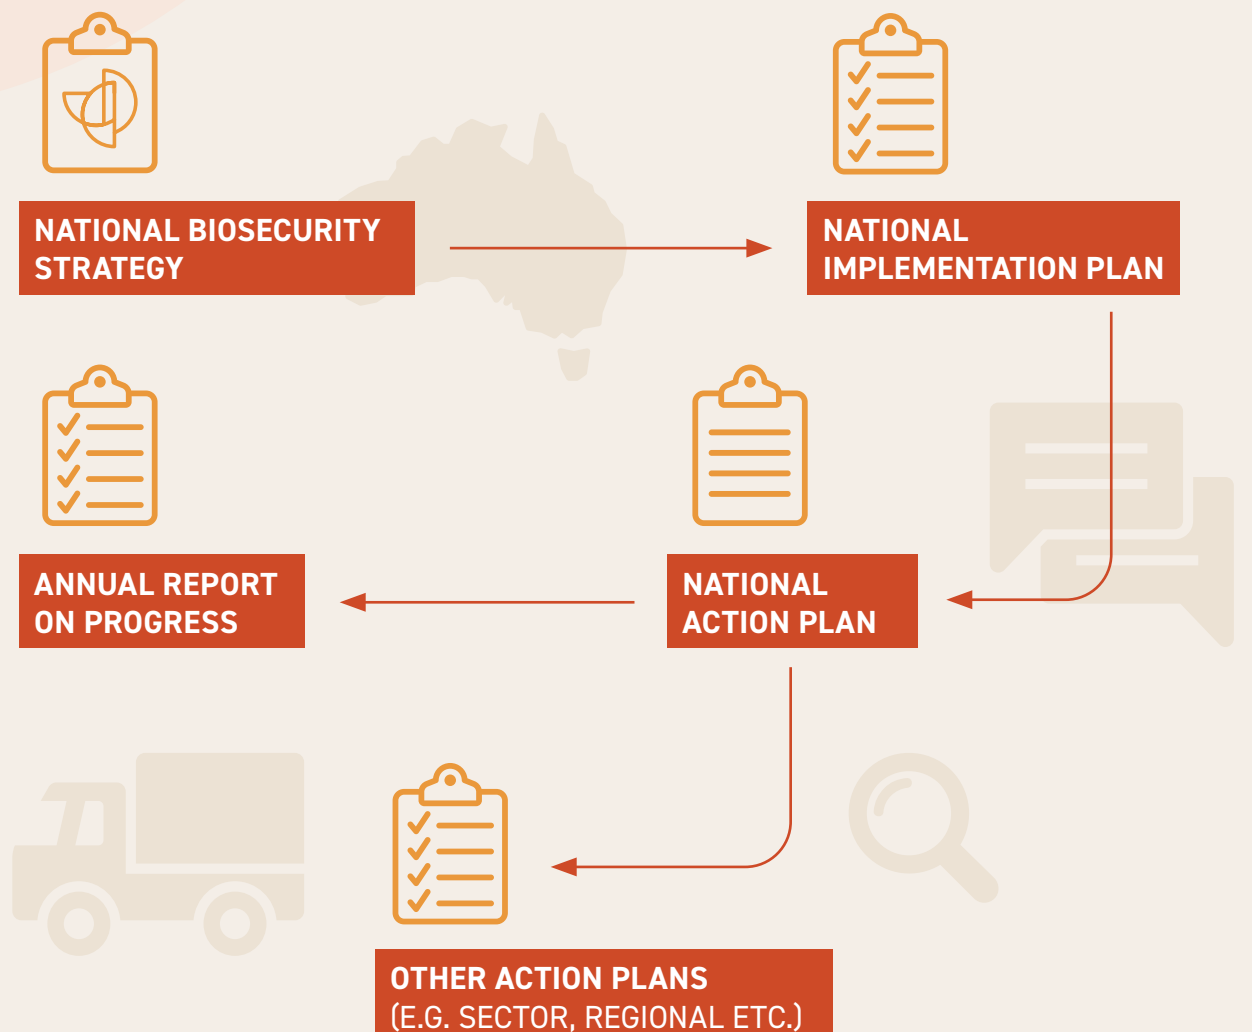 NATIONAL BIOSECURITY
STRATEGY
NATIONAL
IMPLEMENTATION PLAN
ANNUAL REPORT
ON PROGRESS
NATIONAL
ACTION PLAN
OTHER ACTION PLANS
(E.G. SECTOR, REGIONAL ETC.)